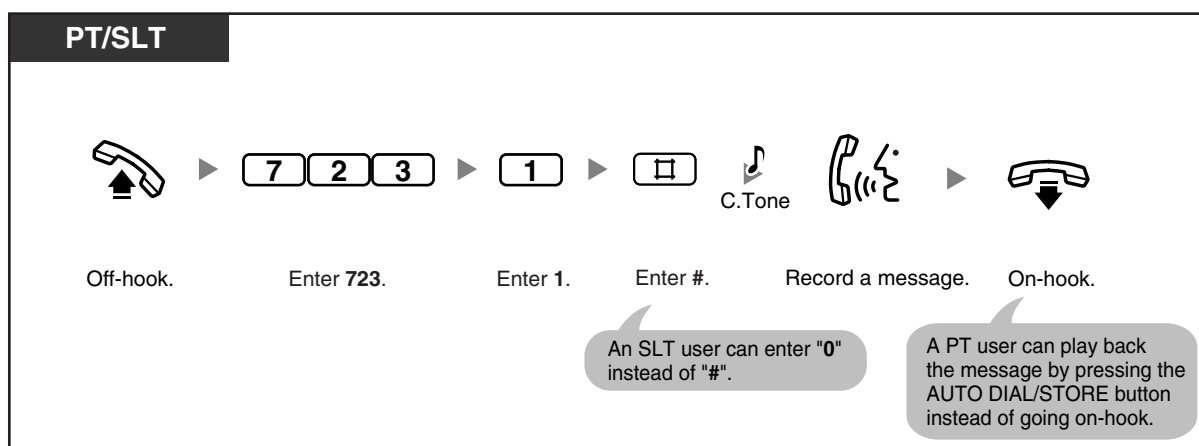 PT/SLT
7 2 3
1
#
C.Tone
Off-hook.
Enter 723.
Enter 1.
Enter #.
Record a message.
On-hook.
An SLT user can enter "0"
instead of "#".
A PT user can play back
the message by pressing the
AUTO DIAL/STORE button
instead of going on-hook.